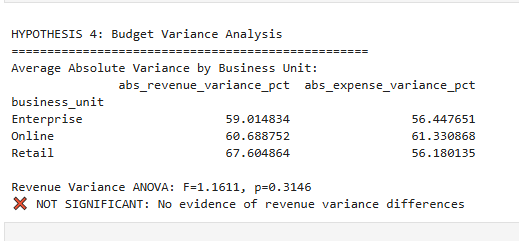 HYPOTHESIS 4: Budget Variance Analysis
==================================================
Average Absolute Variance by Business Unit:
abs_revenue_variance_pct abs_expense_variance_pct
business_unit
Enterprise 59.014834 56.447651
Online 60.688752 61.330868
Retail 67.604864 56.180135
Revenue Variance ANOVA: F=1.1611, p=0.3146
❌ NOT SIGNIFICANT: No evidence of revenue variance differences